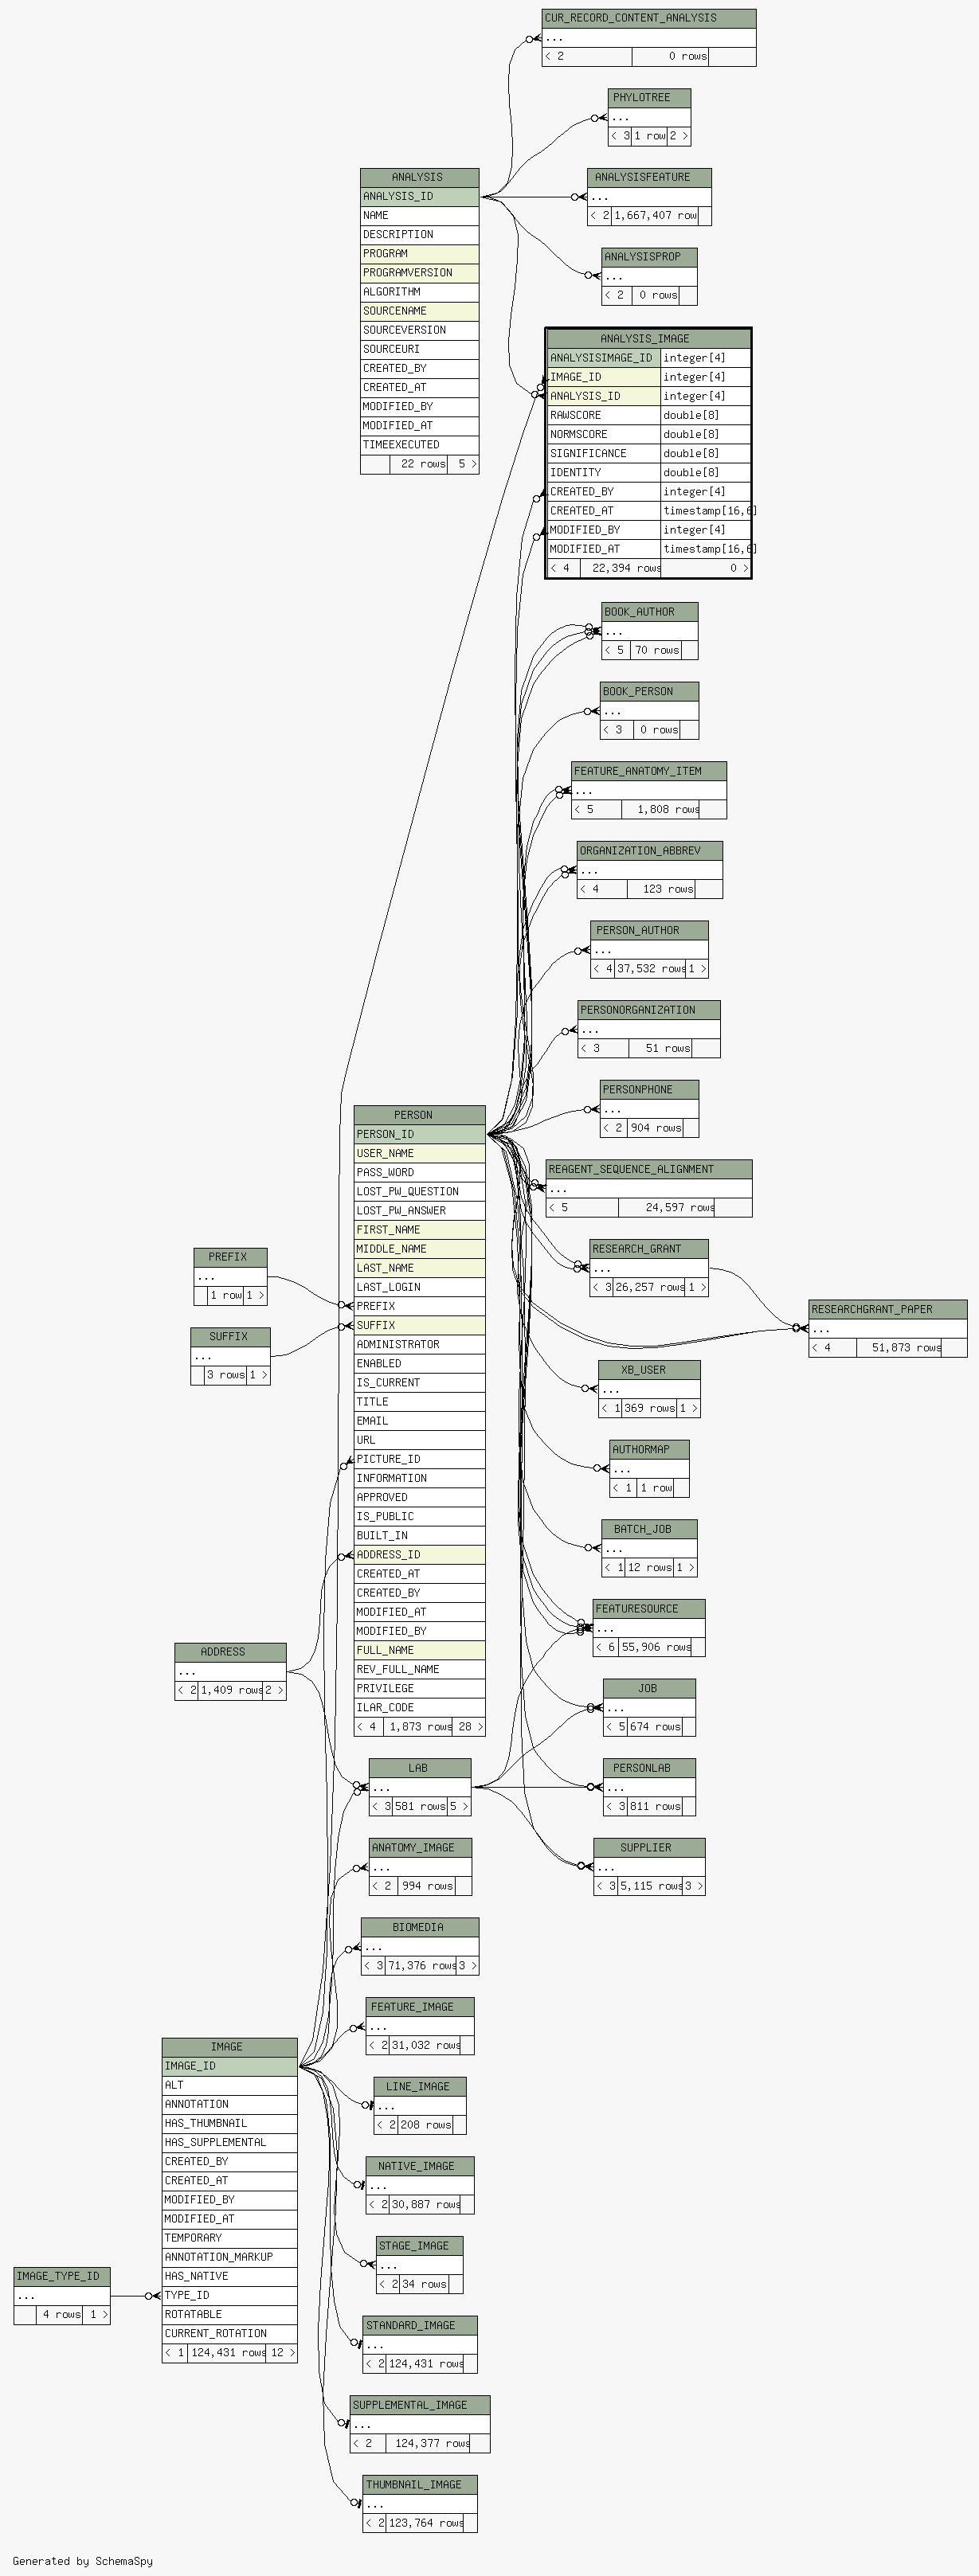 CUR_RECORD_CONTENT_ANALYSIS
...
< 2 0 rows
PHYLOTREE
...
< 3 1 row 2 >
ANALYSISFEATURE
...
< 2 1,667,407 row
ANALYSISPROP
...
< 2 0 rows
ANALYSIS
ANALYSIS_ID
NAME
DESCRIPTION
PROGRAM
PROGRAMVERSION
ALGORITHM
SOURCENAME
SOURCEVERSION
SOURCEURI
CREATED_BY
CREATED_AT
MODIFIED_BY
MODIFIED_AT
TIMEEXECUTED
22 rows 5 >
ANALYSIS_IMAGE
ANALYSISIMAGE_ID integer[4]
IMAGE_ID integer[4]
ANALYSIS_ID integer[4]
RAWSCORE double[8]
NORMSCORE double[8]
SIGNIFICANCE double[8]
IDENTITY double[8]
CREATED_BY integer[4]
CREATED_AT timestamp[16,6]
MODIFIED_BY integer[4]
MODIFIED_AT timestamp[16,6]
< 4 22,394 rows 0 >
BOOK_AUTHOR
...
< 5 70 rows
BOOK_PERSON
...
< 3 0 rows
FEATURE_ANATOMY_ITEM
...
< 5 1,808 rows
ORGANIZATION_ABBREV
...
< 4 123 rows
PERSON_AUTHOR
...
< 4 37,532 rows 1 >
PERSONORGANIZATION
...
< 3 51 rows
PERSONPHONE
...
< 2 904 rows
REAGENT_SEQUENCE_ALIGNMENT
...
< 5 24,597 rows
RESEARCH_GRANT
...
< 3 26,257 rows 1 >
RESEARCHGRANT_PAPER
...
< 4 51,873 rows
XB_USER
...
< 1 369 rows 1 >
AUTHORMAP
...
< 1 1 row
BATCH_JOB
...
< 1 12 rows 1 >
FEATURESOURCE
...
< 6 55,906 rows
JOB
...
< 5 674 rows
PERSONLAB
...
< 3 811 rows
SUPPLIER
...
< 3 5,115 rows 3 >
PERSON
PERSON_ID
USER_NAME
PASS_WORD
LOST_PW_QUESTION
LOST_PW_ANSWER
FIRST_NAME
MIDDLE_NAME
LAST_NAME
LAST_LOGIN
PREFIX
SUFFIX
ADMINISTRATOR
ENABLED
IS_CURRENT
TITLE
EMAIL
URL
PICTURE_ID
INFORMATION
APPROVED
IS_PUBLIC
BUILT_IN
ADDRESS_ID
CREATED_AT
CREATED_BY
MODIFIED_AT
MODIFIED_BY
FULL_NAME
REV_FULL_NAME
PRIVILEGE
ILAR_CODE
< 4 1,873 rows 28 >
PREFIX
...
1 row 1 >
SUFFIX
...
3 rows 1 >
ADDRESS
...
< 2 1,409 rows 2 >
LAB
...
< 3 581 rows 5 >
ANATOMY_IMAGE
...
< 2 994 rows
BIOMEDIA
...
< 3 71,376 rows 3 >
FEATURE_IMAGE
...
< 2 31,032 rows
LINE_IMAGE
...
< 2 208 rows
NATIVE_IMAGE
...
< 2 30,887 rows
STAGE_IMAGE
...
< 2 34 rows
STANDARD_IMAGE
...
< 2 124,431 rows
SUPPLEMENTAL_IMAGE
...
< 2 124,377 rows
THUMBNAIL_IMAGE
...
< 2 123,764 rows
IMAGE
IMAGE_ID
ALT
ANNOTATION
HAS_THUMBNAIL
HAS_SUPPLEMENTAL
CREATED_BY
CREATED_AT
MODIFIED_BY
MODIFIED_AT
TEMPORARY
ANNOTATION_MARKUP
HAS_NATIVE
TYPE_ID
ROTATABLE
CURRENT_ROTATION
< 1 124,431 rows 12 >
IMAGE_TYPE_ID
...
4 rows 1 >
Generated by SchemaSpy